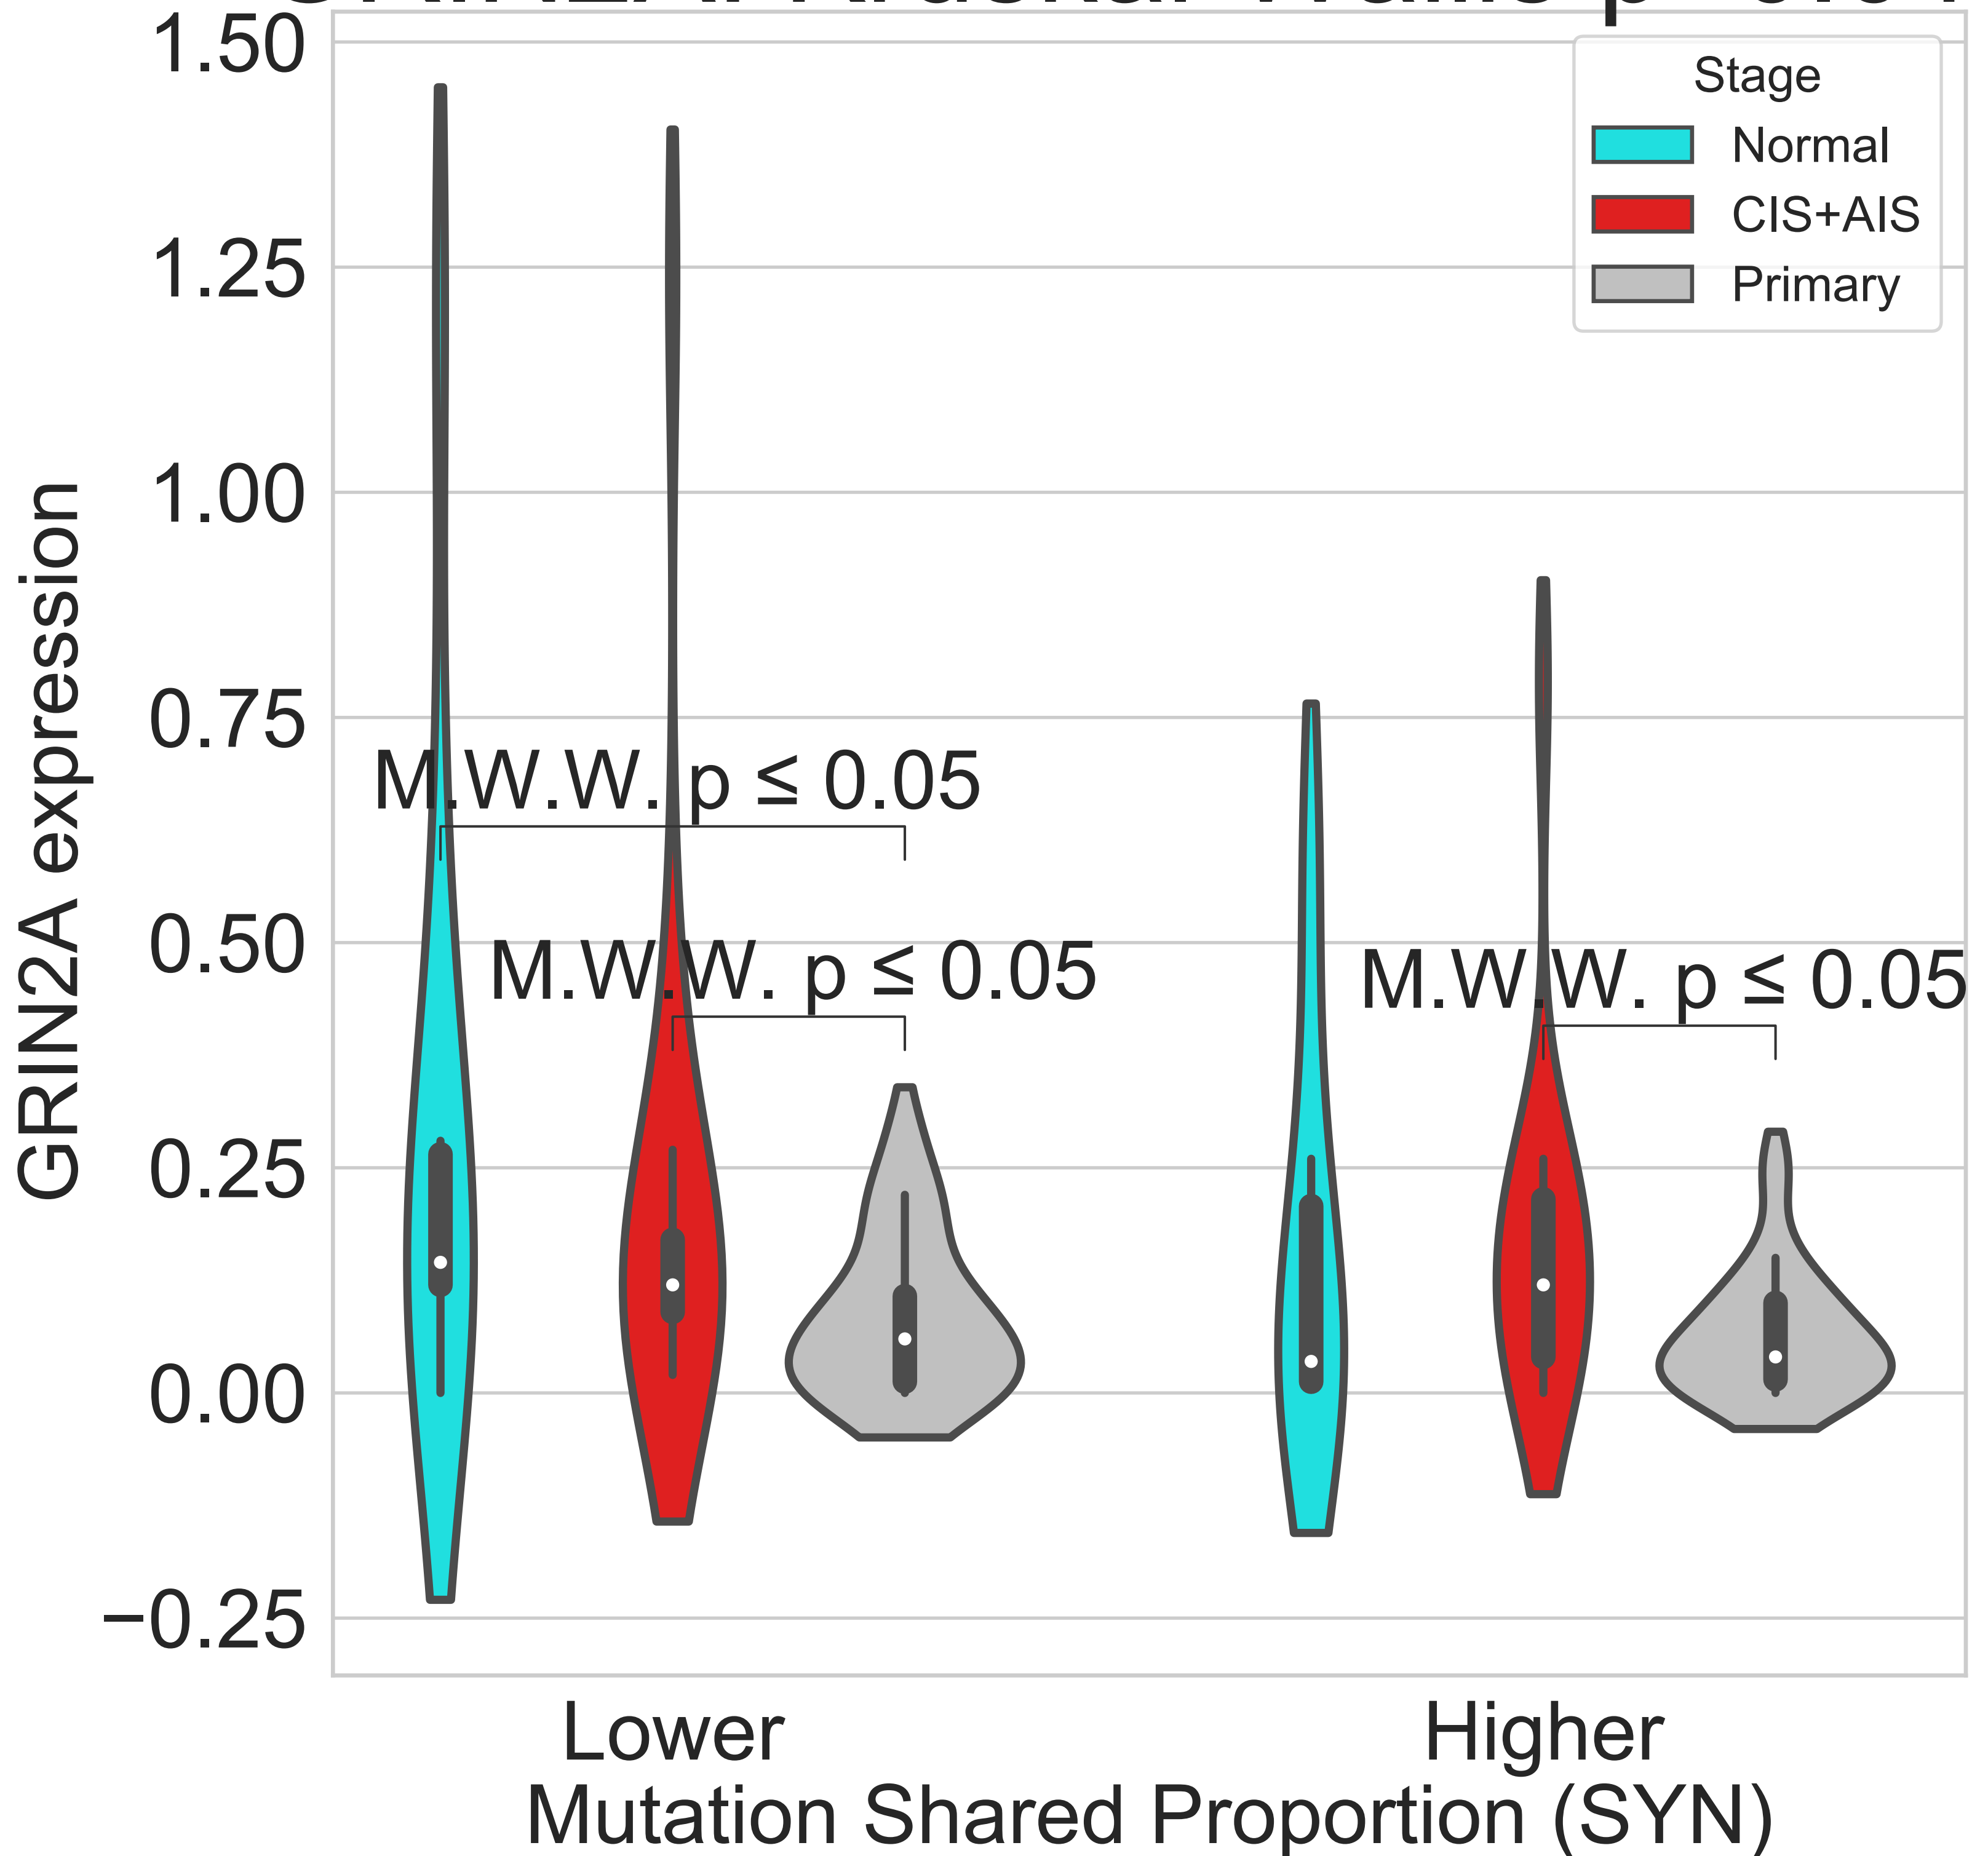 1.50
1.25
1.00
0.75
0.50
0.25
0.00
−0.25
GRIN2A expression
Stage
Normal
CIS+AIS
Primary
M.W.W. p ≤ 0.05
M.W.W. p ≤ 0.05
M.W.W. p ≤ 0.05
Lower
Higher
Mutation Shared Proportion (SYN)